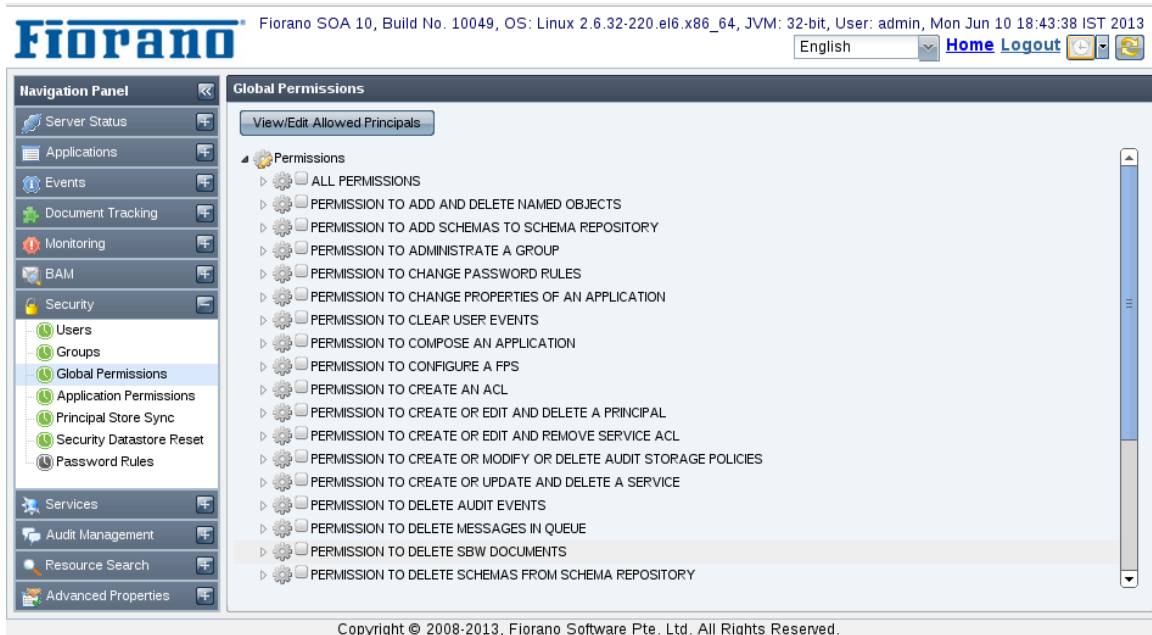 Fiorano
Fiorano SOA 10, Build No. 10049, OS: Linux 2.6.32-220.el6.x86_64, JVM: 32-bit, User: admin, Mon Jun 10 18:43:38 IST 2013
English Home Logout
Navigation Panel
Server Status
Applications
Events
Document Tracking
Monitoring
BAM
Security
Users
Groups
Global Permissions
Application Permissions
Principal Store Sync
Security Datastore Reset
Password Rules
Services
Audit Management
Resource Search
Advanced Properties
Global Permissions
View/Edit Allowed Principals
Permissions
ALL PERMISSIONS
PERMISSION TO ADD AND DELETE NAMED OBJECTS
PERMISSION TO ADD SCHEMAS TO SCHEMA REPOSITORY
PERMISSION TO ADMINISTRATE A GROUP
PERMISSION TO CHANGE PASSWORD RULES
PERMISSION TO CHANGE PROPERTIES OF AN APPLICATION
PERMISSION TO CLEAR USER EVENTS
PERMISSION TO COMPOSE AN APPLICATION
PERMISSION TO CONFIGURE A FPS
PERMISSION TO CREATE AN ACL
PERMISSION TO CREATE OR EDIT AND DELETE A PRINCIPAL
PERMISSION TO CREATE OR EDIT AND REMOVE SERVICE ACL
PERMISSION TO CREATE OR MODIFY OR DELETE AUDIT STORAGE POLICIES
PERMISSION TO CREATE OR UPDATE AND DELETE A SERVICE
PERMISSION TO DELETE AUDIT EVENTS
PERMISSION TO DELETE MESSAGES IN QUEUE
PERMISSION TO DELETE SBW DOCUMENTS
PERMISSION TO DELETE SCHEMAS FROM SCHEMA REPOSITORY
Copyright © 2008-2013, Fiorano Software Pte. Ltd. All Rights Reserved.